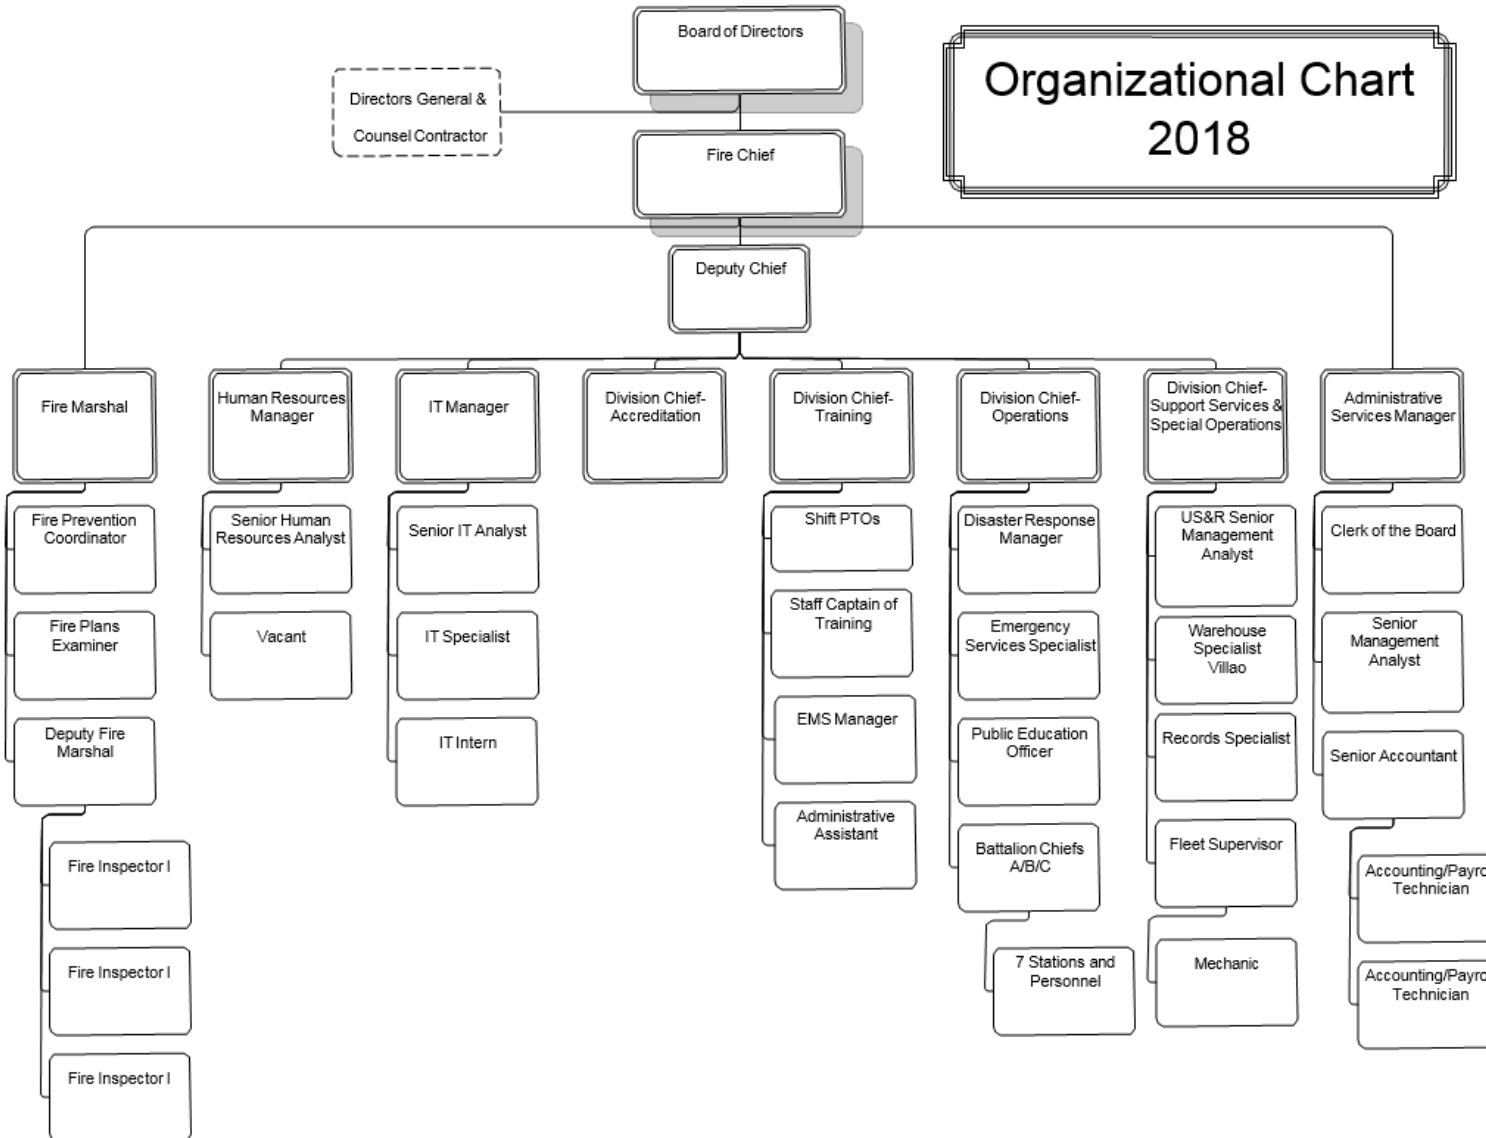 Board of Directors
Organizational Chart
2018
Directors General &
Counsel Contractor
Fire Chief
Deputy Chief
Fire Marshal
Human Resources
Manager
IT Manager
Division Chief-
Accreditation
Division Chief-
Training
Division Chief-
Operations
Division Chief-
Support Services &
Special Operations
Administrative
Services Manager
Fire Prevention
Coordinator
Fire Plans
Examiner
Deputy Fire
Marshal
Fire Inspector I
Fire Inspector I
Fire Inspector I
Senior Human
Resources Analyst
Vacant
Senior IT Analyst
IT Specialist
IT Intern
Shift PTOs
Staff Captain of
Training
EMS Manager
Administrative
Assistant
Disaster Response
Manager
Emergency
Services Specialist
Public Education
Officer
Battalion Chiefs
A/B/C
7 Stations and
Personnel
US&R Senior
Management
Analyst
Warehouse
Specialist
Villao
Records Specialist
Fleet Supervisor
Mechanic
Clerk of the Board
Senior
Management
Analyst
Senior Accountant
Accounting/Payro
Technician
Accounting/Payro
Technician